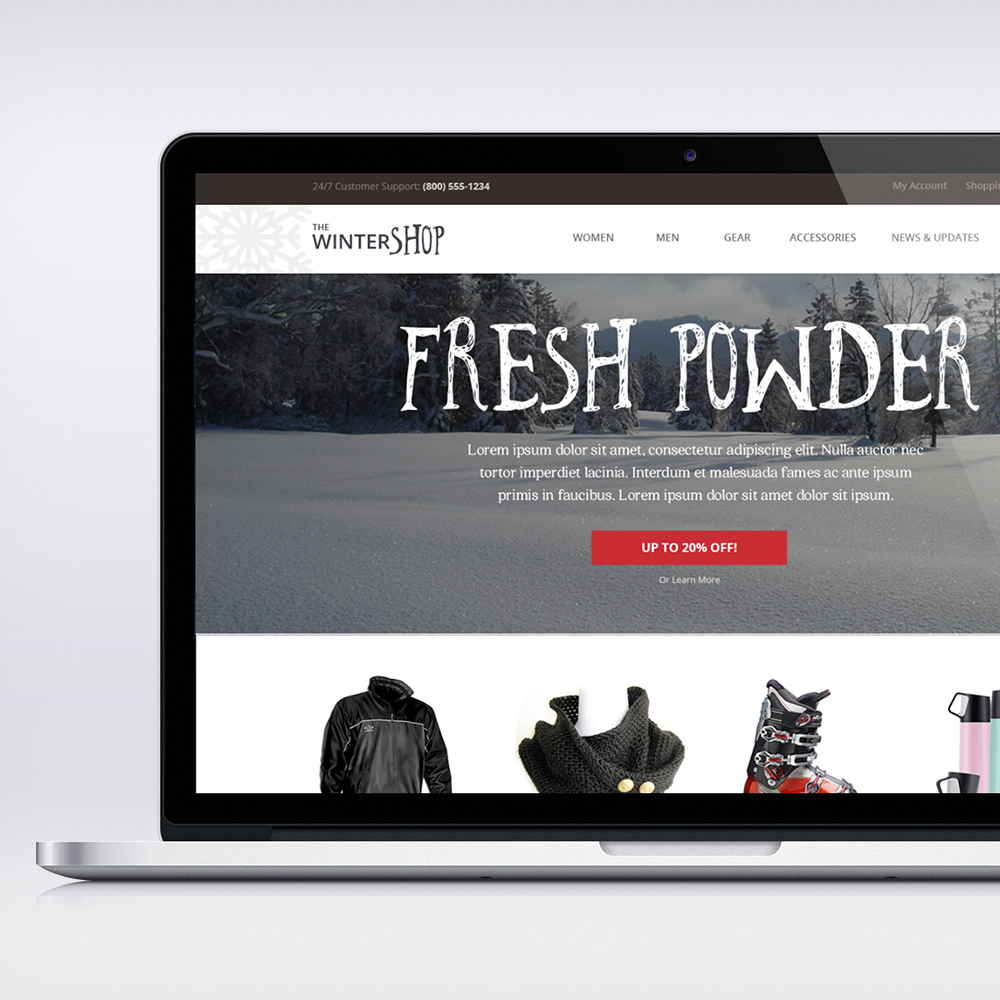 24/7 Customer Support: (800) 555-1234
My Account
THE
WINTERSHOP
WOMEN MEN GEAR ACCESSORIES NEWS & UPDATES
FRESH POWDER
Lorem ipsum dolor sit amet, consectetur adipiscing elit. Nulla auctor nec
tortor imperdiet lacinia. Interdum et malesuada fames ac ante ipsum
primis in faucibus. Lorem ipsum dolor sit amet dolor sit ipsum.
UP TO 20% OFF!
Or Learn More